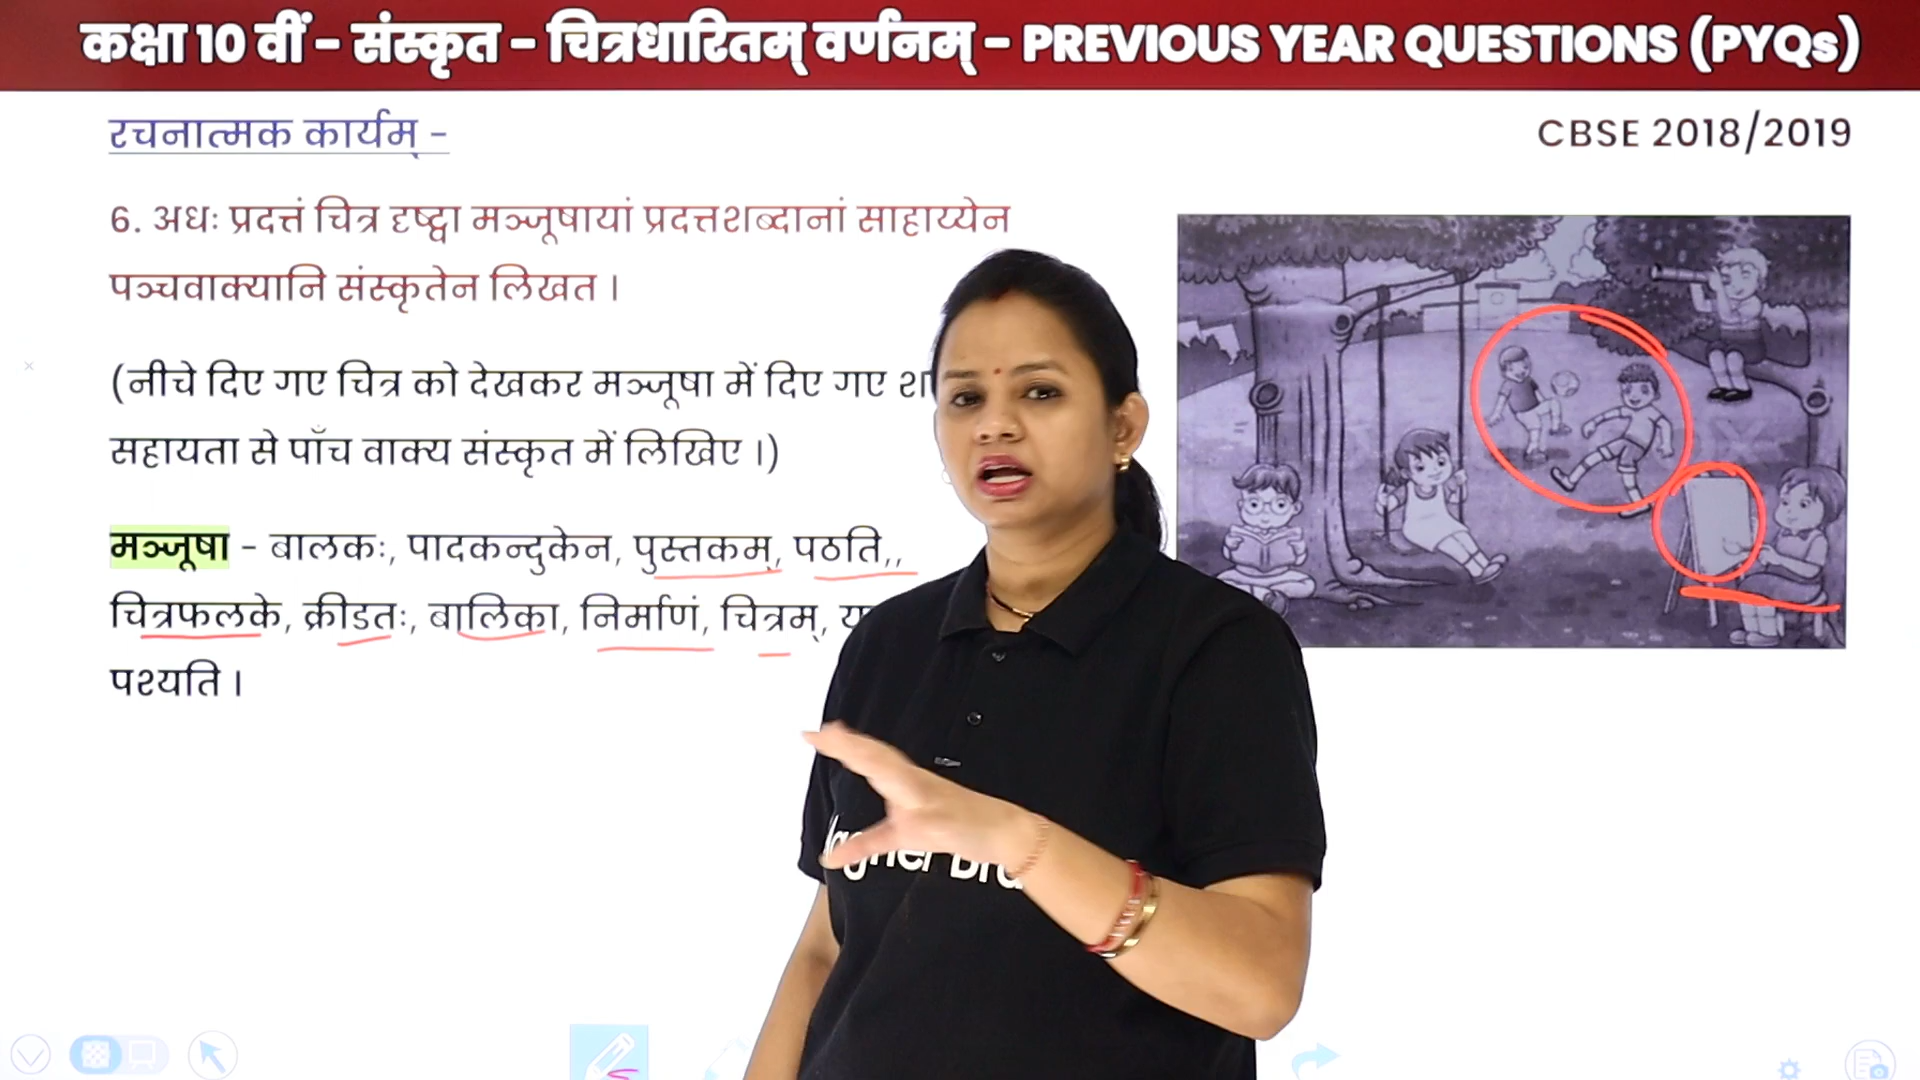 कक्षा 10 वीं - संस्कृत - चित्रधारितम् वर्णनम् - PREVIOUS YEAR QUESTIONS (PYQs)
रचनात्मक कार्यम् -
CBSE 2018/2019
6. अधः प्रदत्तं चित्र दृष्ट्वा मञ्जूषायां प्रदत्तशब्दानां साहाय्येन
पञ्चवाक्यानि संस्कृतेन लिखत ।
(नीचे दिए गए चित्र को देखकर मञ्जूषा में दिए गए
सहायता से पाँच वाक्य संस्कृत में लिखिए ।)
मञ्जूषा - बालकः, पादकन्दुकेन, पुस्तकम्, पठति,,
चित्रफलके, क्रीडतः, बालिका, निर्माणं, चित्रम्,
पश्यति ।